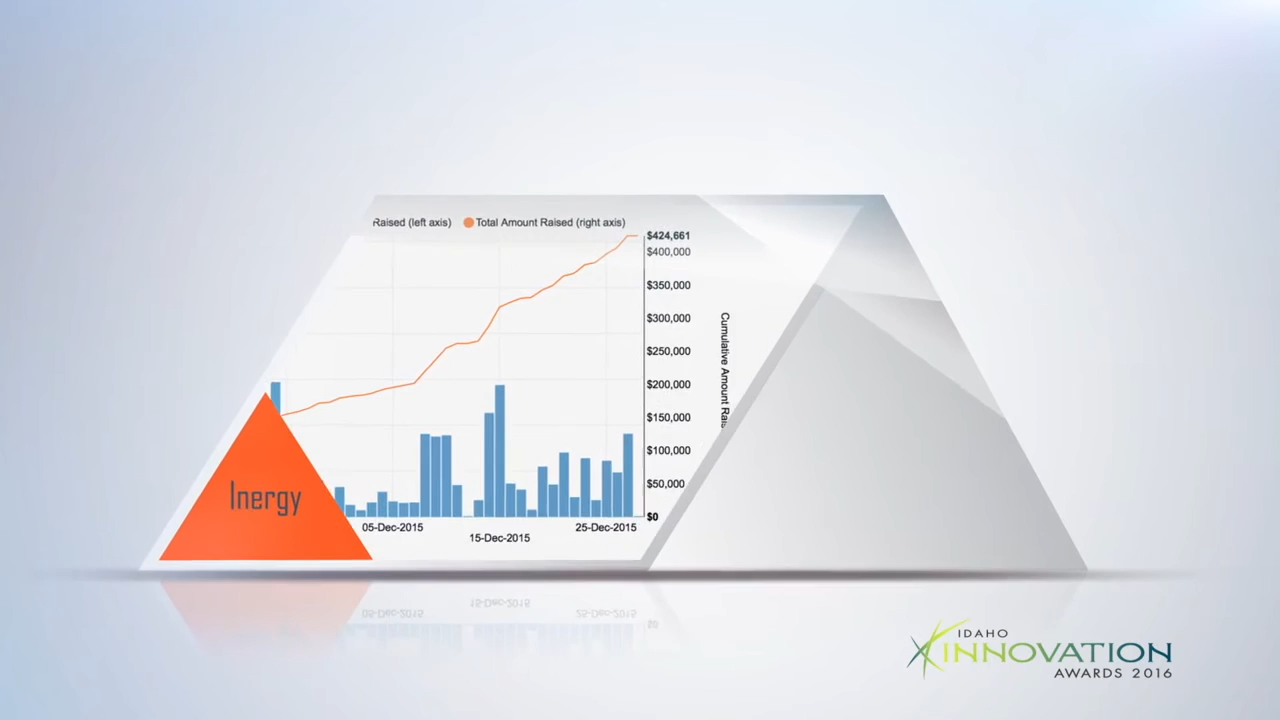 Raised (left axis)
Total Amount Raised (right axis)
$424,661
$400,000
$350,000
$300,000
$250,000
$200,000
$150,000
$100,000
$50,000
$0
Cumulative Amount
05-Dec-2015
15-Dec-2015
25-Dec-2015
Inergy
IDAHO
INNOVATION
AWARDS 2016